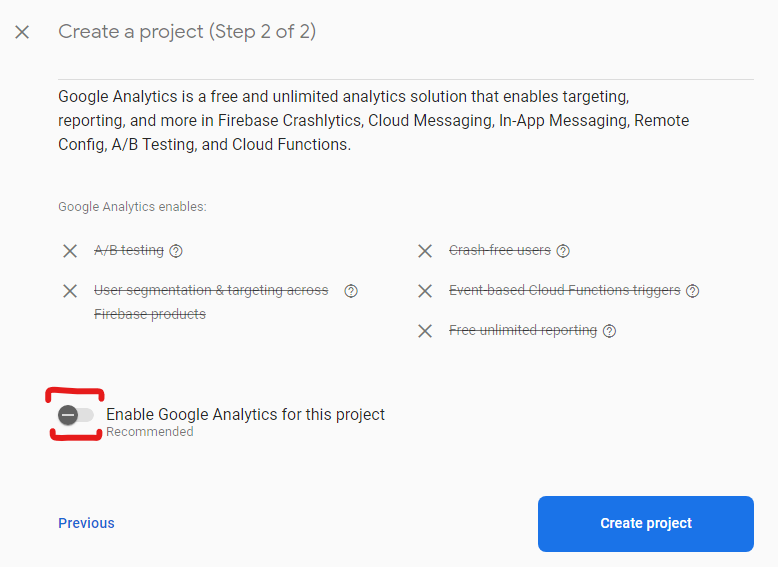 Create a project (Step 2 of 2)
Google Analytics is a free and unlimited analytics solution that enables targeting,
reporting, and more in Firebase Crashlytics, Cloud Messaging, In-App Messaging, Remote
Config, A/B Testing, and Cloud Functions.
Google Analytics enables:
A/B testing
User segmentation & targeting across
Firebase products
Crash-free users
Event-based Cloud Functions triggers
Free unlimited reporting
Enable Google Analytics for this project
Recommended
Previous
Create project